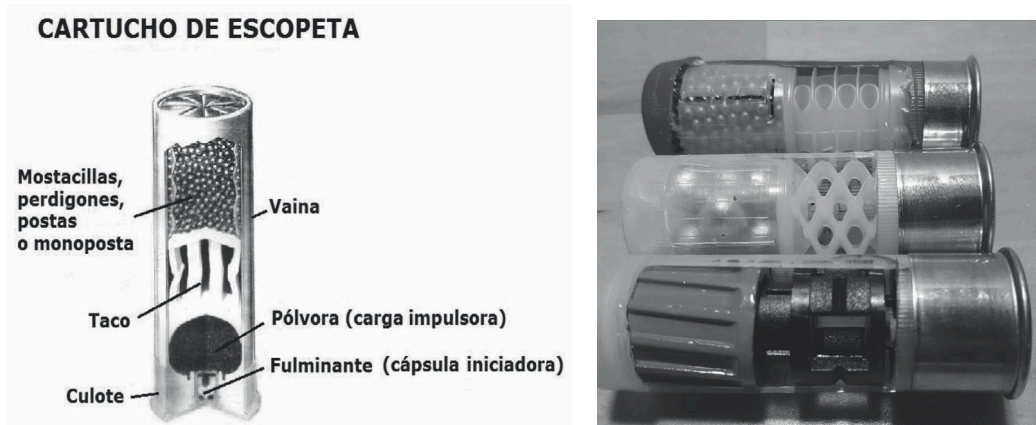 CARTUCHO DE ESCOPETA
Mostacillas,
perdigones,
postas
o monoposta
Vaina
Taco
Pólvora (carga impulsora)
Fulminante (cápsula iniciadora)
Culote